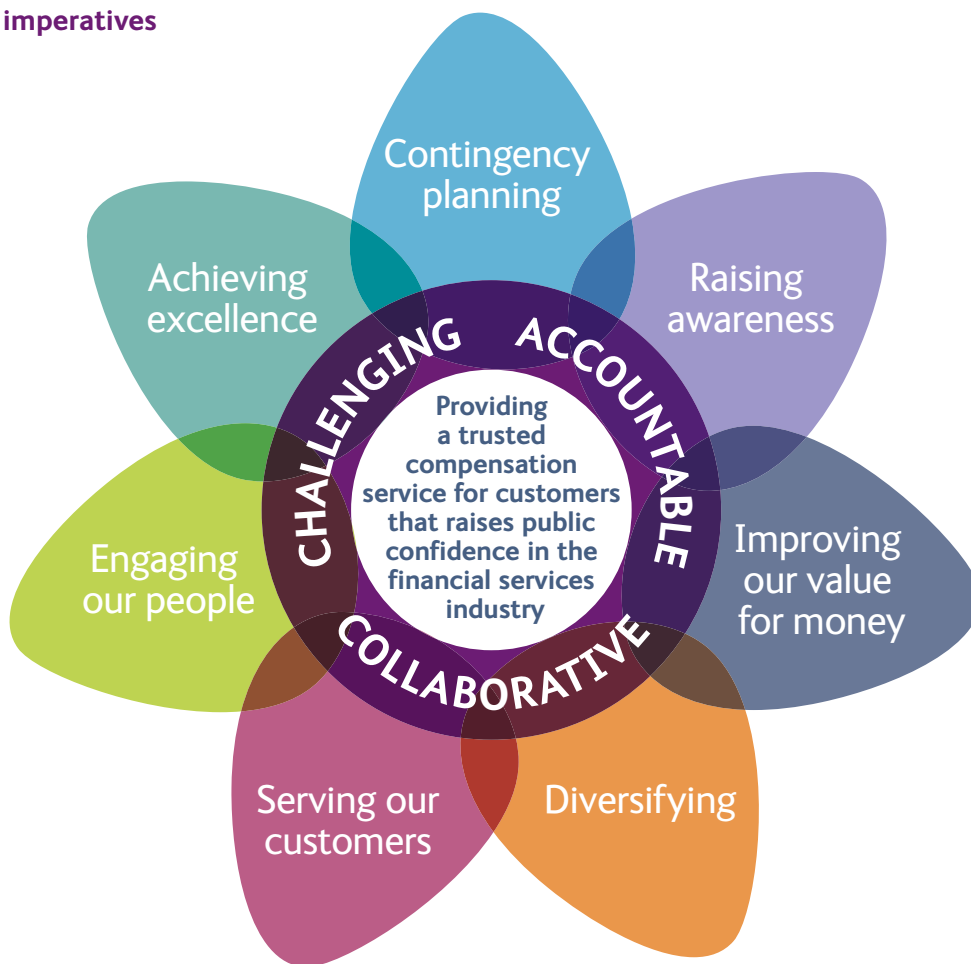 imperatives
Contingency
planning
Raising
awareness
Improving
our value
for money
Diversifying
Serving our
customers
Engaging
our people
Achieving
excellence
CHALLENGING
ACCOUNTABLE
COLLABORATIVE
Providing
a trusted
compensation
service for customers
that raises public
confidence in the
financial services
industry